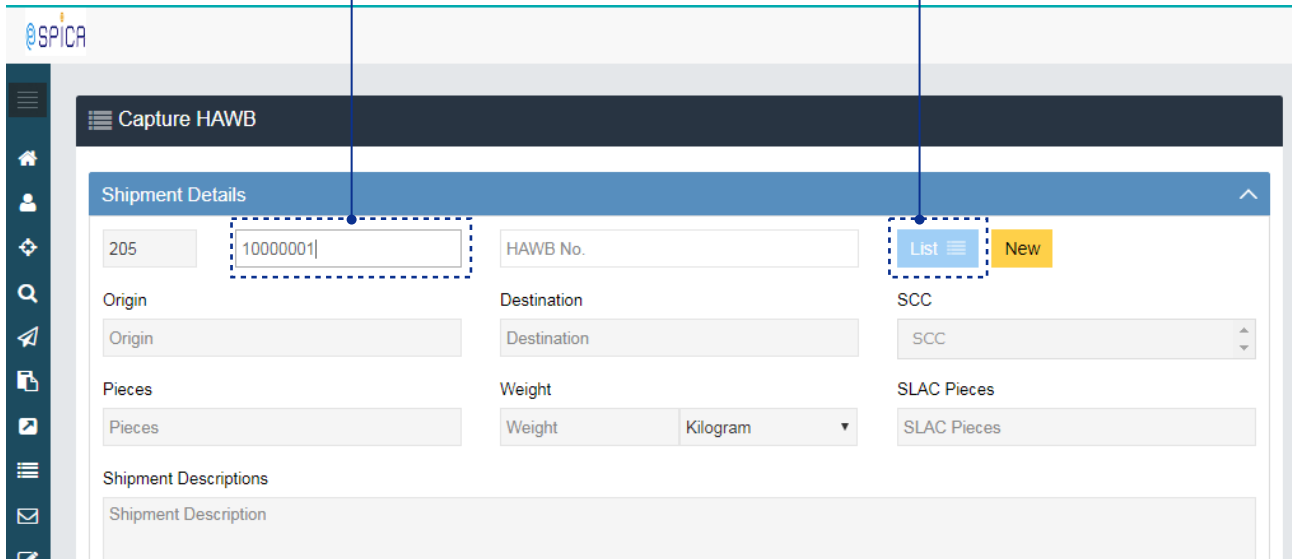 eSPICA
Capture HAWB
Shipment Details
205 10000001 HAWB No. List New
Origin Destination SCC
Origin Destination SCC
Pieces Weight SLAC Pieces
Pieces Weight Kilogram SLAC Pieces
Shipment Descriptions
Shipment Description